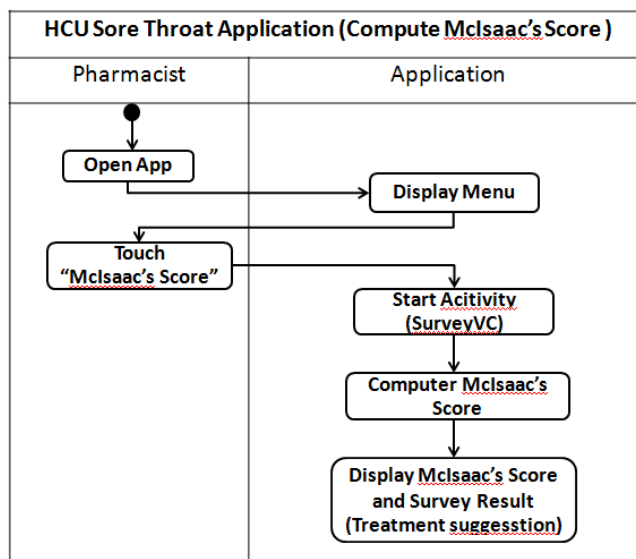 HCU Sore Throat Application (Compute McIsaac's Score )
Pharmacist
Application
Open App
Display Menu
Touch
“McIsaac's Score”
Start Acitivity
(SurveyVC)
Computer McIsaac's
Score
Display McIsaac's Score
and Survey Result
(Treatment suggesstion)